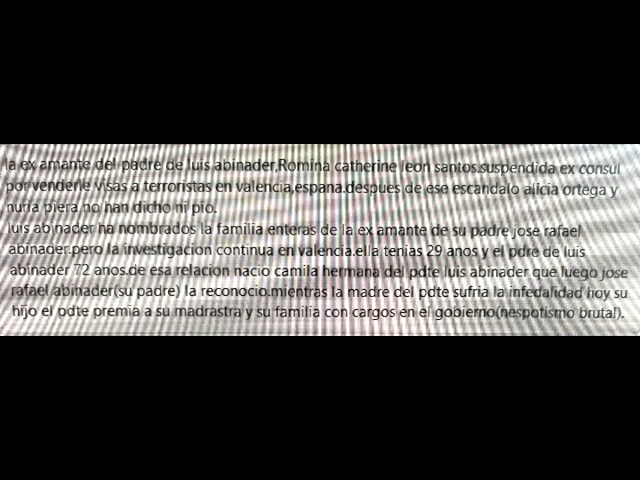 la ex amante del padre de luis abinader,Romina catherine leon santos.suspendida ex consul
por venderle visas a terroristas en valencia,espana.despues de ese escandalo alicia ortega y
nuria piera no han dicho ni pio.
luis abinader ha nombrados la familia enteras de la ex amante de su padre jose rafael
abinader.pero la investigacion continua en valencia.ella tenias 29 anos y el pdre de luis
abinader 72 anos.de esa relacion nacio camila hermana del pdte luis abinader que luego jose
rafael abinader(su padre) la reconocio.mientras la madre del pdte sufria la infedalidad hoy su
hijo el pdte premia a su madrastra y su familia con cargos en el gobierno(nespotismo brutal).